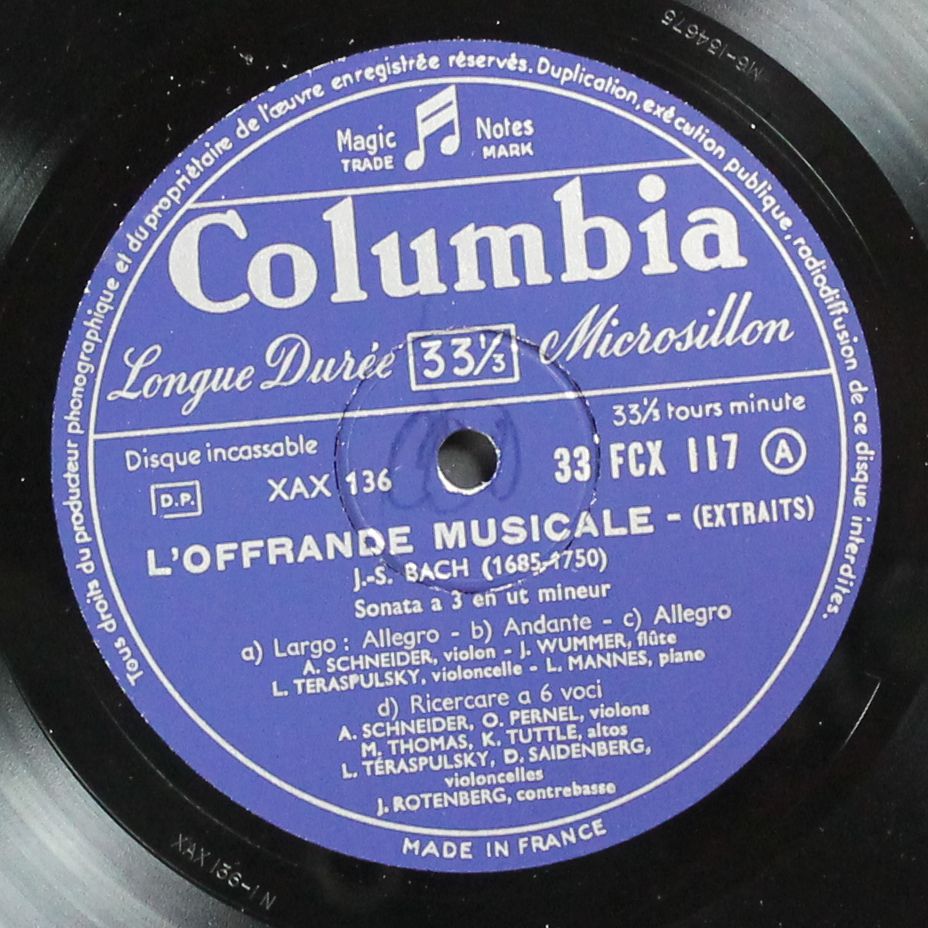 Tous droits du producteur phonographique et du propriétaire de l'œuvre enregistrée réservés. Duplication, exécution publique, radiodiffusion de ce disque interdites.
Magic Notes
TRADE MARK
Columbia
Longue Durée 33⅓ Microsillon
Disque incassable 33⅓ tours minute
D.P. XAX 136 33 FCX 117 A
L'OFFRANDE MUSICALE - (EXTRAITS)
J.-S. BACH (1685-1750)
Sonata a 3 en ut mineur
a) Largo : Allegro - b) Andante - c) Allegro
A. SCHNEIDER, violon - J. WUMMER, flûte
L. TERASPULSKY, violoncelle - L. MANNES, piano
d) Ricercare a 6 voci
A. SCHNEIDER, O. PERNEL, violons
M. THOMAS, K. TUTTLE, altos
L. TÉRASPULSKY, D. SAIDENBERG,
violoncelles
J. ROTENBERG, contrebasse
MADE IN FRANCE
XAX 136-1N
M6-134675